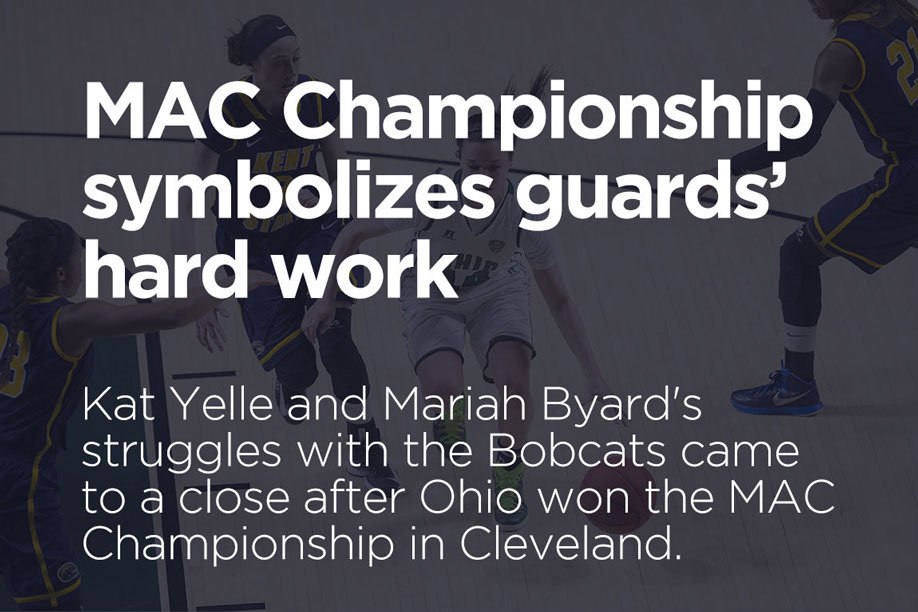 MAC Championship
symbolizes guards’
hard work
KENT
Kat Yelle and Mariah Byard's
struggles with the Bobcats came
to a close after Ohio won the MAC
Championship in Cleveland.